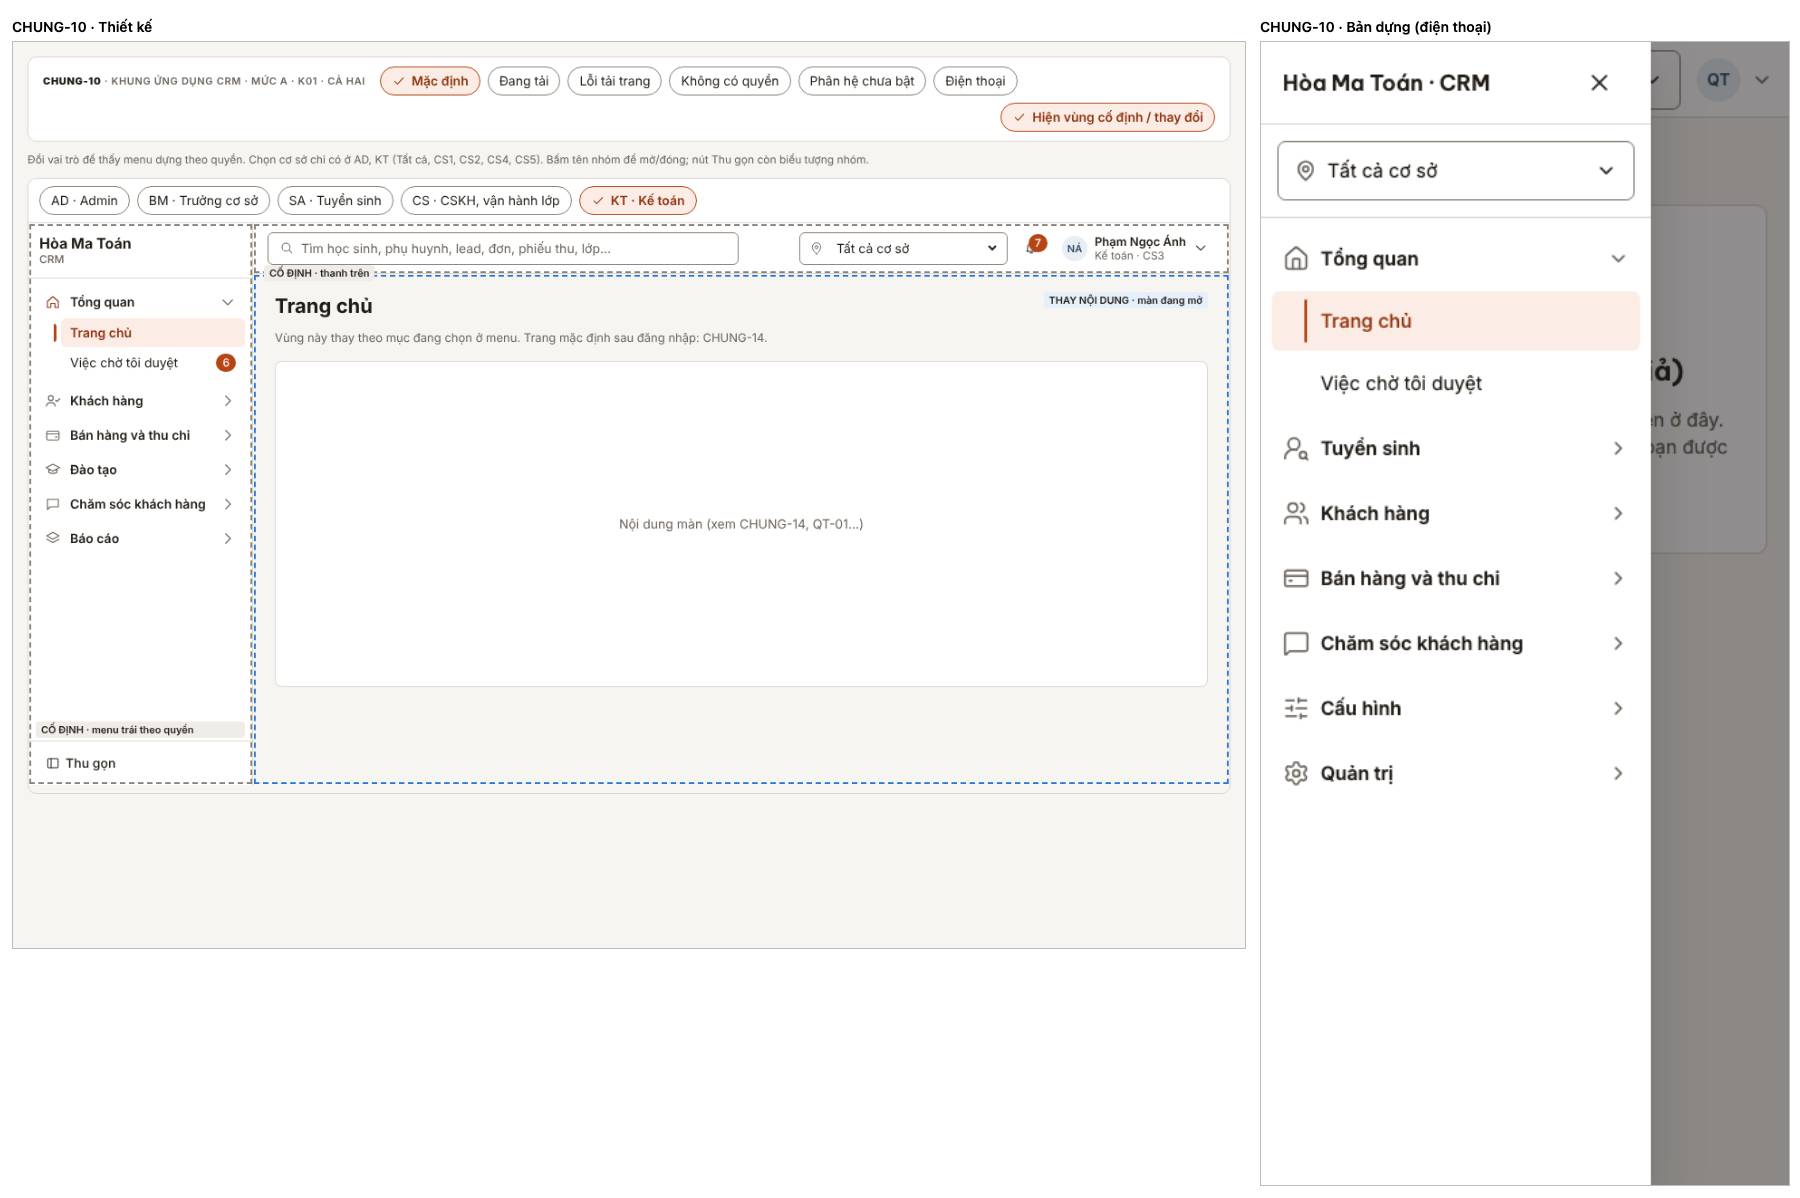 CHUNG-10 · Thiết kế
CHUNG-10 · KHUNG ỨNG DỤNG CRM · MỨC A · K01 · CẢ HAI
Mặc định
Đang tải
Lỗi tải trang
Không có quyền
Phân hệ chưa bật
Điện thoại
Hiện vùng cố định / thay đổi
Đổi vai trò để thấy menu dựng theo quyền. Chọn cơ sở chỉ có ở AD, KT (Tất cả, CS1, CS2, CS4, CS5). Bấm tên nhóm để mở/đóng; nút Thu gọn còn biểu tượng nhóm.
AD · Admin
BM · Trưởng cơ sở
SA · Tuyển sinh
CS · CSKH, vận hành lớp
KT · Kế toán
Hòa Ma Toán
CRM
Tổng quan
Trang chủ
Việc chờ tôi duyệt
6
Khách hàng
Bán hàng và thu chi
Đào tạo
Chăm sóc khách hàng
Báo cáo
CỐ ĐỊNH · menu trái theo quyền
Thu gọn
Tìm học sinh, phụ huynh, lead, đơn, phiếu thu, lớp...
Tất cả cơ sở
7
NÁ
Phạm Ngọc Ánh
Kế toán · CS3
CỐ ĐỊNH · thanh trên
Trang chủ
THAY NỘI DUNG · màn đang mở
Vùng này thay theo mục đang chọn ở menu. Trang mặc định sau đăng nhập: CHUNG-14.
Nội dung màn (xem CHUNG-14, QT-01...)
CHUNG-10 · Bản dựng (điện thoại)
Hòa Ma Toán · CRM
Tất cả cơ sở
Tổng quan
Trang chủ
Việc chờ tôi duyệt
Tuyển sinh
Khách hàng
Bán hàng và thu chi
Chăm sóc khách hàng
Cấu hình
Quản trị
QT
ở đây.
được